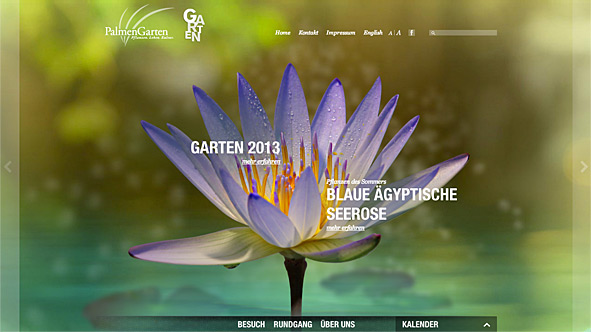 PalmenGarten
Pflanzen. Leben. Kultur.
GARTEN
Home Kontakt Impressum English A | A f
GARTEN 2013
mehr erfahren
Pflanzen des Sommers
BLAUE ÄGYPTISCHE
SEEROSE
mehr erfahren
BESUCH RUNDGANG ÜBER UNS KALENDER